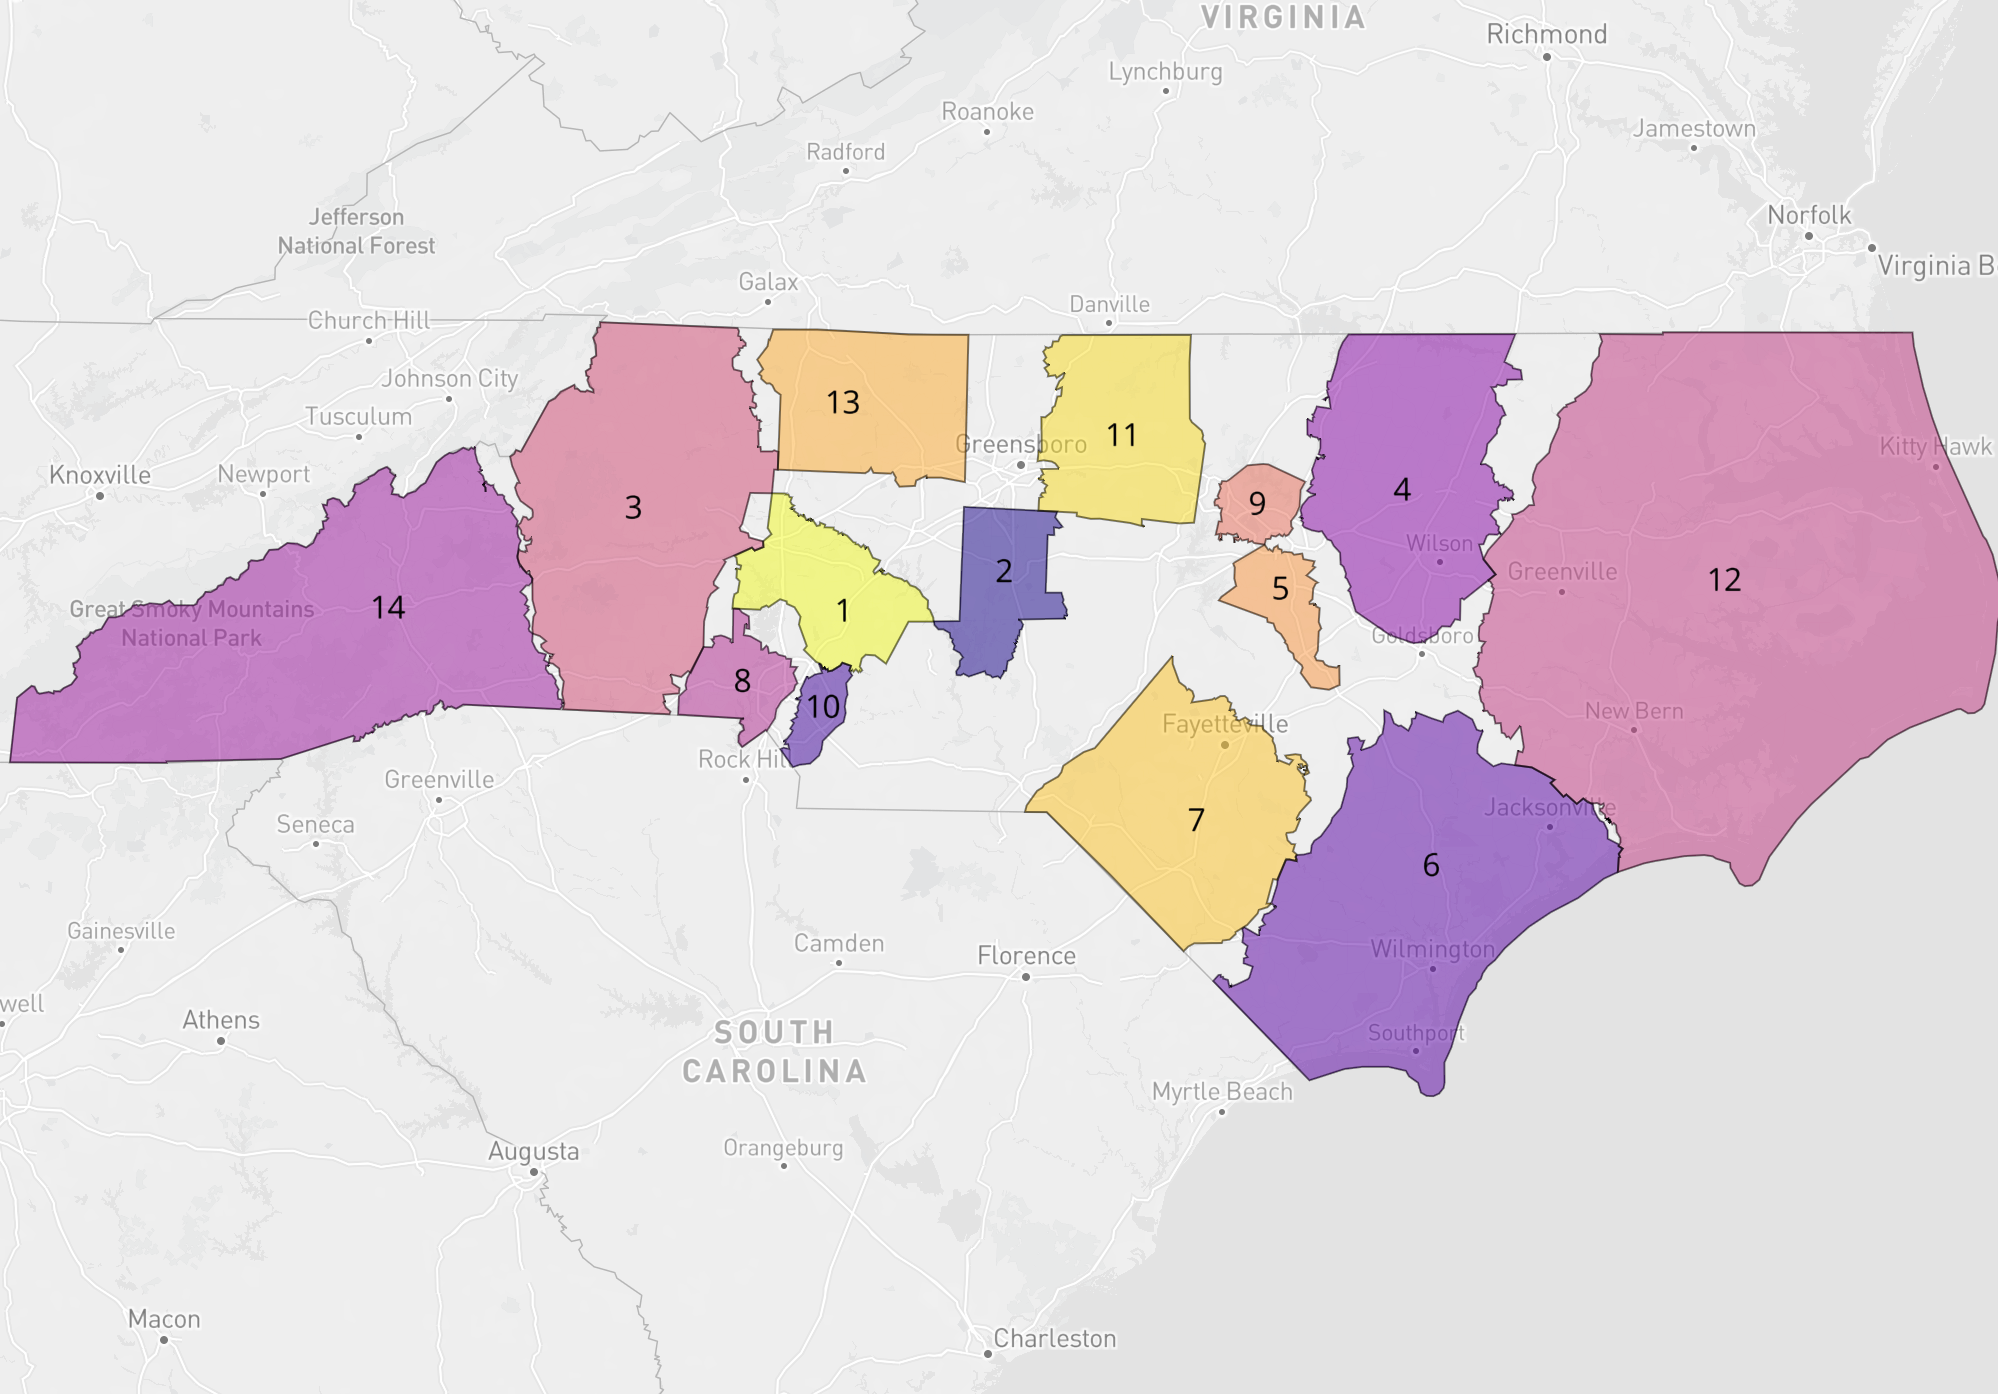 VIRGINIA
Richmond
Lynchburg
Roanoke
Jamestown
Radford
Jefferson
National Forest
Norfolk
Virginia B
Galax
Danville
Church Hill
Johnson City
Tusculum
13
Greensboro
11
Kitty Hawk
Knoxville
Newport
3
9
4
Wilson
2
5
Greenville
12
Great Smoky Mountains
National Park
14
1
Goldsboro
8
10
New Bern
Fayetteville
Rock Hil
Greenville
7
Jacksonville
Seneca
6
Gainesville
Camden
Florence
Wilmington
well
Athens
SOUTH
CAROLINA
Southport
Myrtle Beach
Augusta
Orangeburg
Macon
Charleston